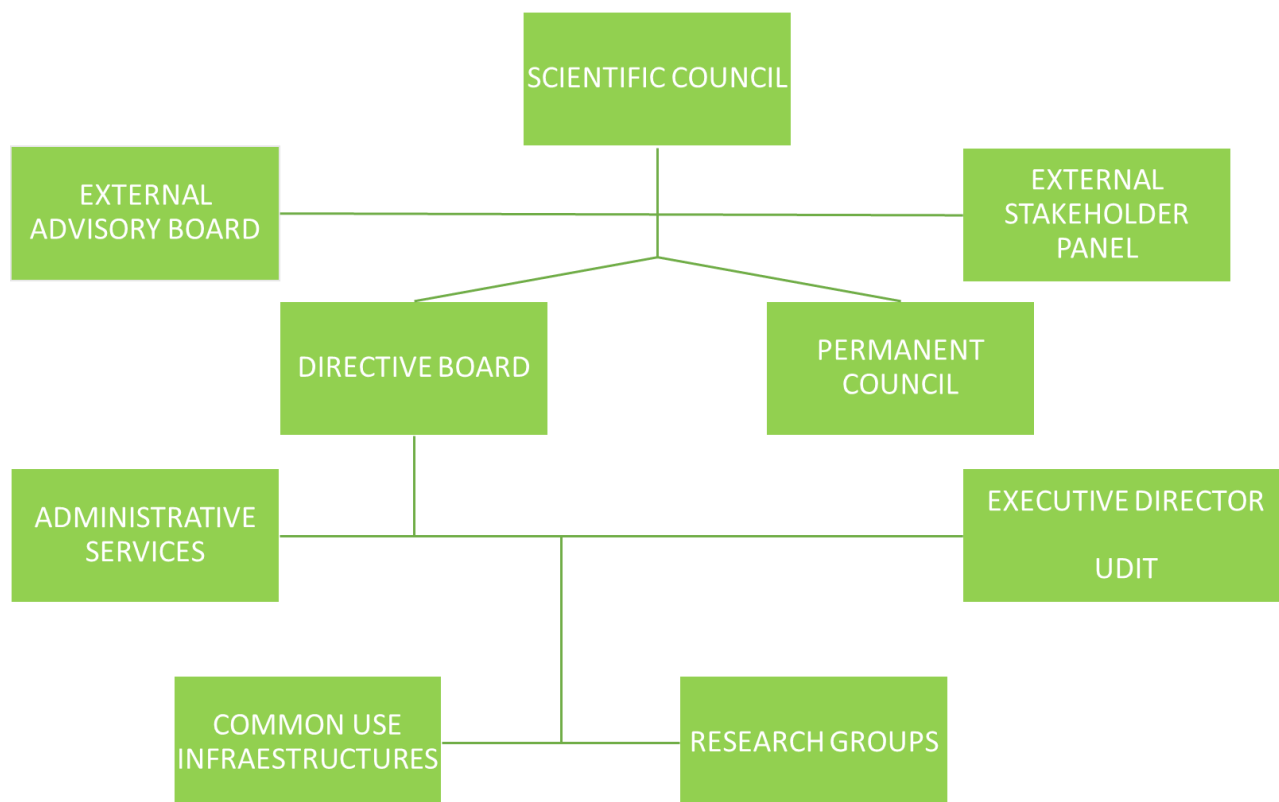 SCIENTIFIC COUNCIL
EXTERNAL
ADVISORY BOARD
EXTERNAL
STAKEHOLDER
PANEL
DIRECTIVE BOARD
PERMANENT
COUNCIL
ADMINISTRATIVE
SERVICES
EXECUTIVE DIRECTOR
UDIT
COMMON USE
INFRAESTRUCTURES
RESEARCH GROUPS